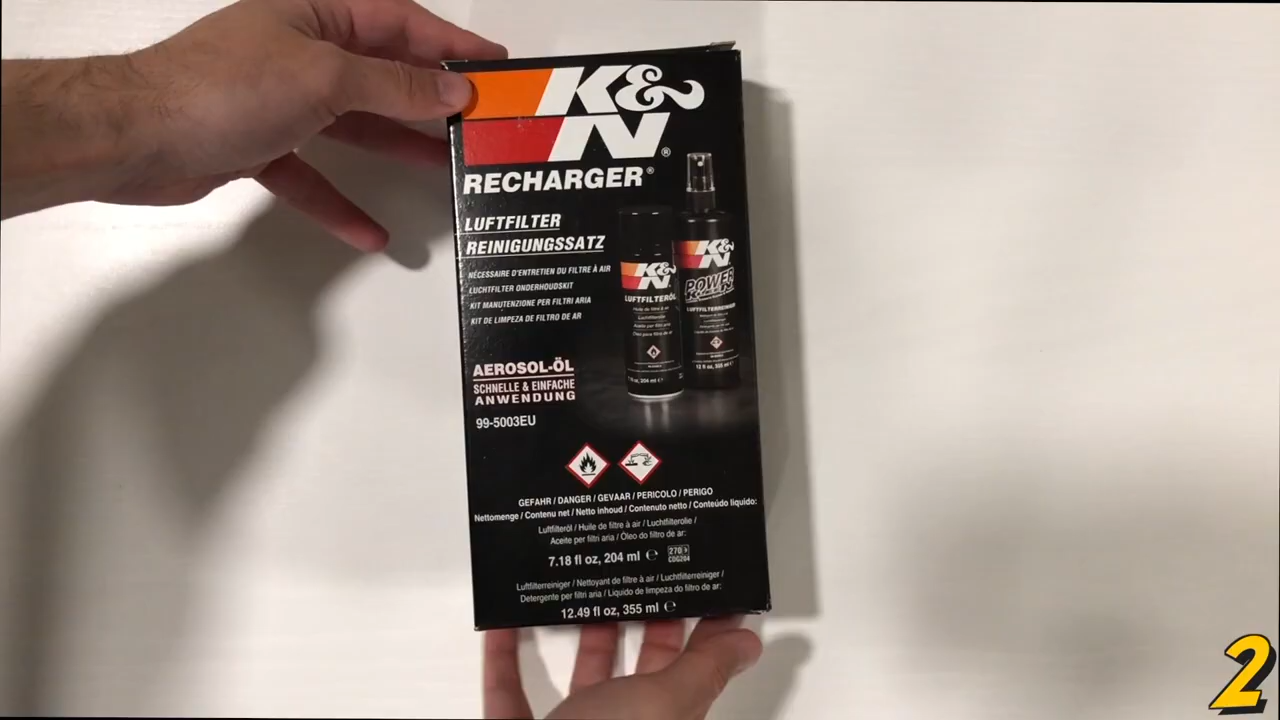 K&N®
RECHARGER®
LUFTFILTER
REINIGUNGSSATZ
NÉCESSAIRE D'ENTRETIEN DU FILTRE À AIR
LUCHTFILTER ONDERHOUDSKIT
KIT MANUTENZIONE PER FILTRI ARIA
KIT DE LIMPEZA DE FILTRO DE AR
K&N
LUFTFILTERÖL
K&N
POWER
LUFTFILTERREINIGER
AEROSOL-ÖL
SCHNELLE & EINFACHE
ANWENDUNG
99-5003EU
GEFAHR / DANGER / GEVAAR / PERICOLO / PERIGO
Nettomenge / Contenu net / Netto inhoud / Contenuto netto / Conteúdo líquido:
Luftfilteröl / Huile de filtre à air / Luchtfilterolie /
Aceite per filtri aria / Óleo do filtro de ar:
7.18 fl oz, 204 ml ℮
Luftfilterreiniger / Nettoyant de filtre à air / Luchtfilterreiniger /
Detergente per filtri aria / Liquido de limpeza do filtro de ar:
12.49 fl oz, 355 ml ℮
2